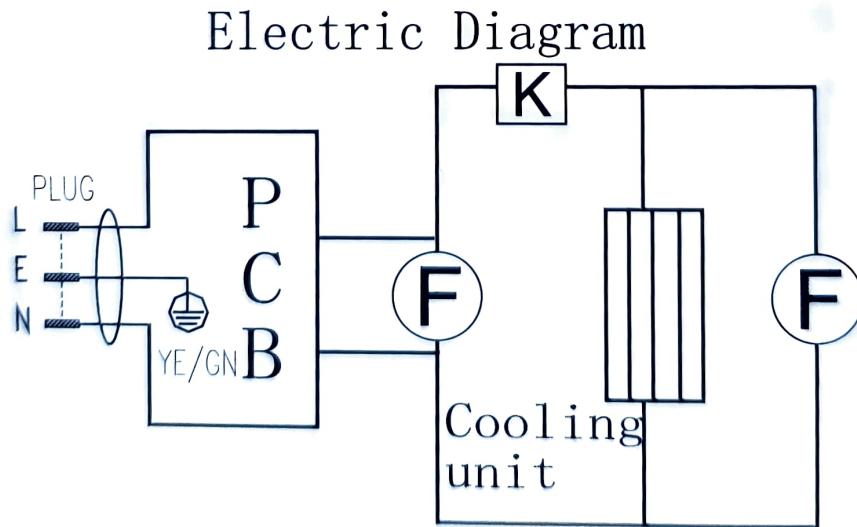 Electric Diagram
K
PLUG
L
P
E
C
F
F
N
YE/GN
B
Cooling
unit